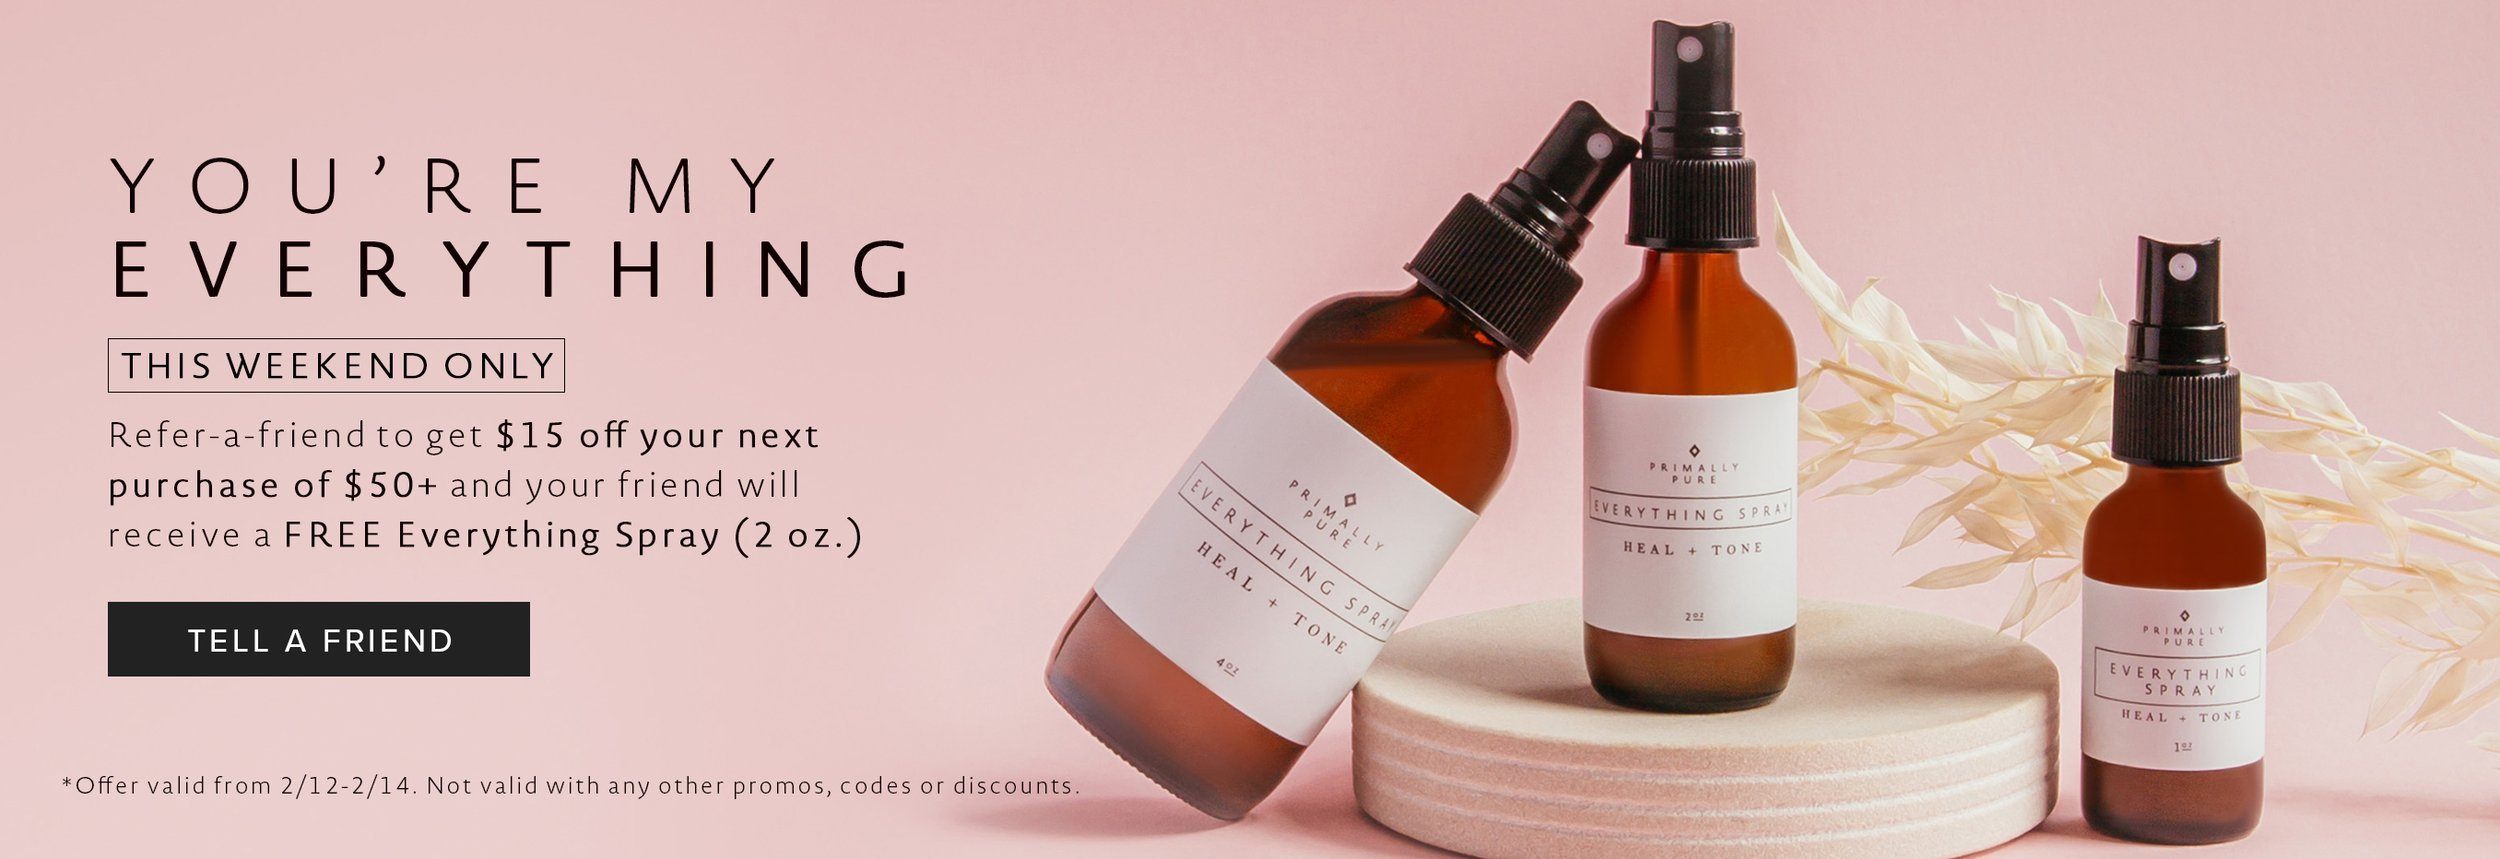 YOU’RE MY
EVERYTHING
THIS WEEKEND ONLY
Refer-a-friend to get $15 off your next
purchase of $50+ and your friend will
receive a FREE Everything Spray (2 oz.)
TELL A FRIEND
*Offer valid from 2/12-2/14. Not valid with any other promos, codes or discounts.
PRIMALLY
PURE
EVERYTHING SPRAY
HEAL + TONE
4oz
PRIMALLY
PURE
EVERYTHING SPRAY
HEAL + TONE
2oz
PRIMALLY
PURE
EVERYTHING
SPRAY
HEAL + TONE
1oz